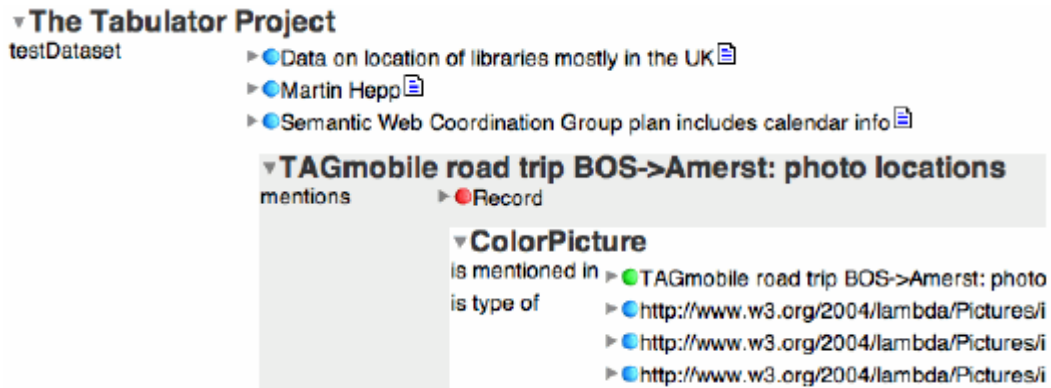 The Tabulator Project
testDataset Data on location of libraries mostly in the UK
Martin Hepp
Semantic Web Coordination Group plan includes calendar info
TAGmobile road trip BOS->Amerst: photo locations
mentions Record
ColorPicture
is mentioned in TAGmobile road trip BOS->Amerst: photo
is type of http://www.w3.org/2004/lambda/Pictures/i
http://www.w3.org/2004/lambda/Pictures/i
http://www.w3.org/2004/lambda/Pictures/i